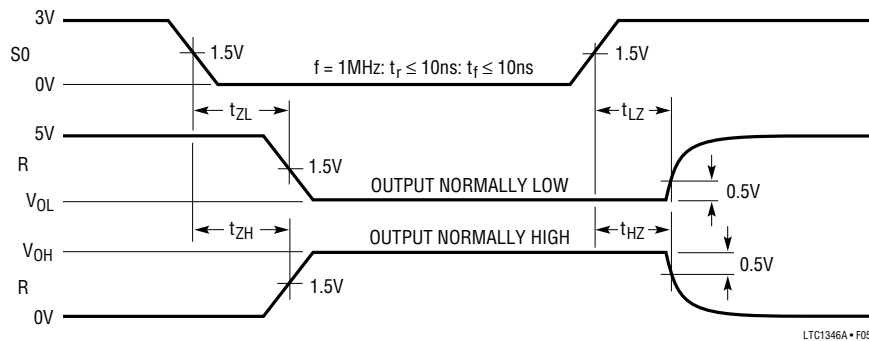 3V
S0
1.5V
f = 1MHz: tr ≤ 10ns: tf ≤ 10ns
1.5V
0V
tZL
tLZ
5V
R
1.5V
OUTPUT NORMALLY LOW
0.5V
VOL
tZH
tHZ
VOH
OUTPUT NORMALLY HIGH
0.5V
R
1.5V
0V
LTC1346A • F05